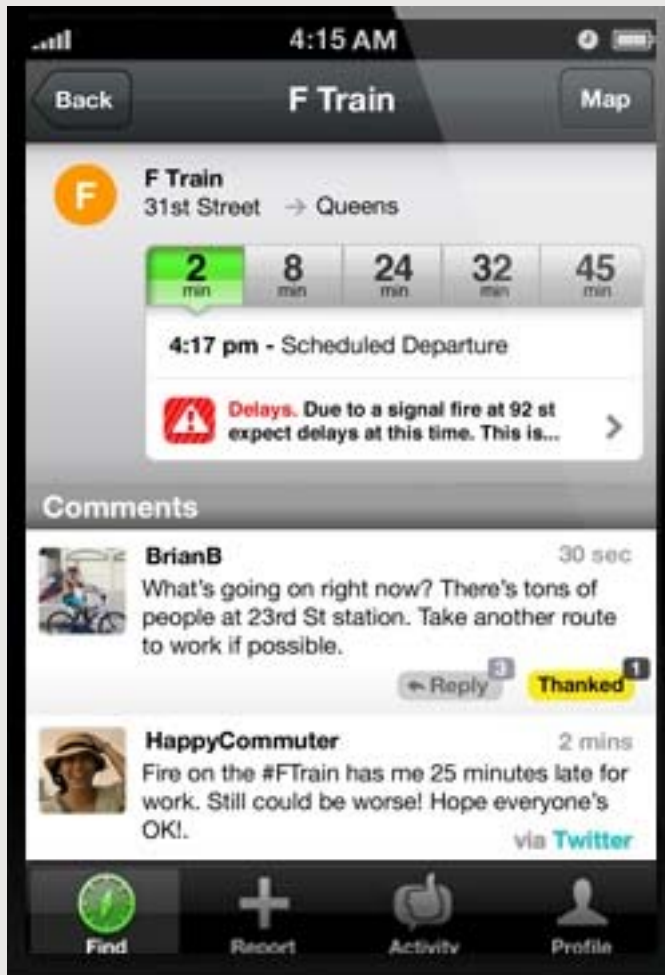 4:15 AM
Back
F Train
Map
F
F Train
31st Street → Queens
2 min
8 min
24 min
32 min
45 min
4:17 pm - Scheduled Departure
Delays. Due to a signal fire at 92 st
expect delays at this time. This is...
Comments
BrianB
30 sec
What's going on right now? There's tons of
people at 23rd St station. Take another route
to work if possible.
Reply
3
Thanked
1
HappyCommuter
2 mins
Fire on the #FTrain has me 25 minutes late for
work. Still could be worse! Hope everyone's
OK!.
via Twitter
Find
Report
Activity
Profile